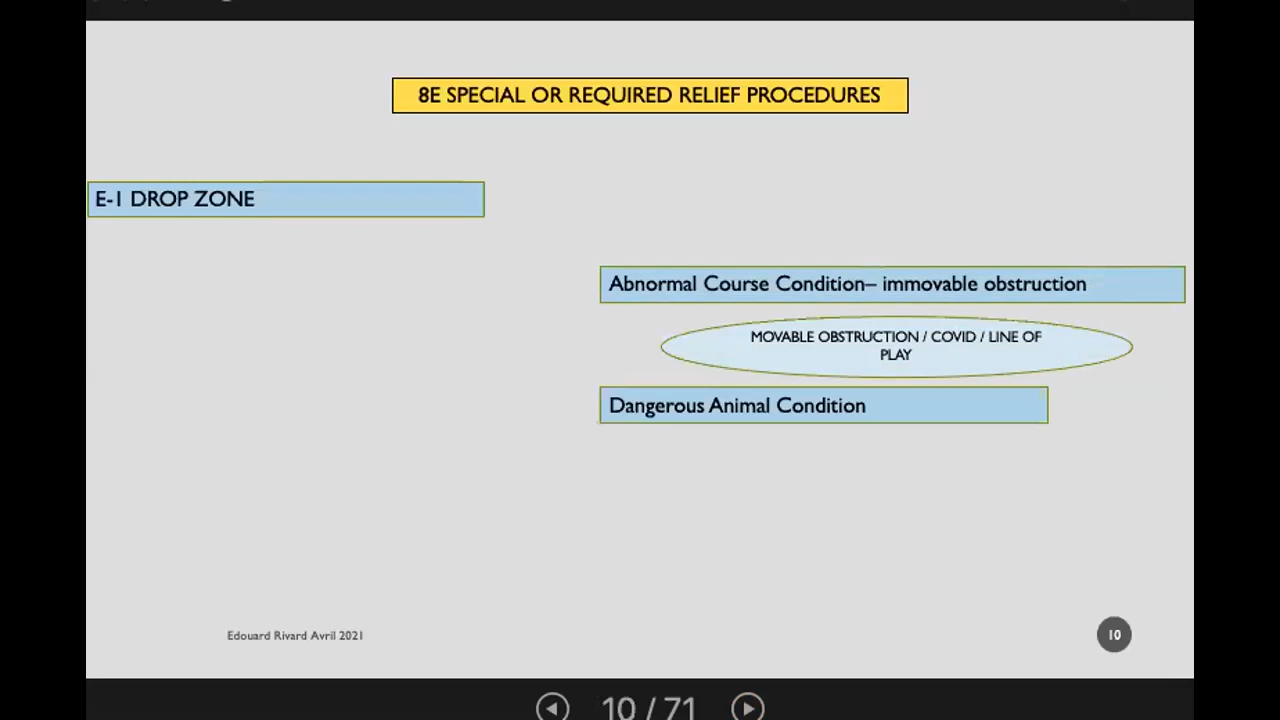 8E SPECIAL OR REQUIRED RELIEF PROCEDURES
E-1 DROP ZONE
Abnormal Course Condition– immovable obstruction
MOVABLE OBSTRUCTION / COVID / LINE OF
PLAY
Dangerous Animal Condition
Edouard Rivard Avril 2021
10
10 / 71